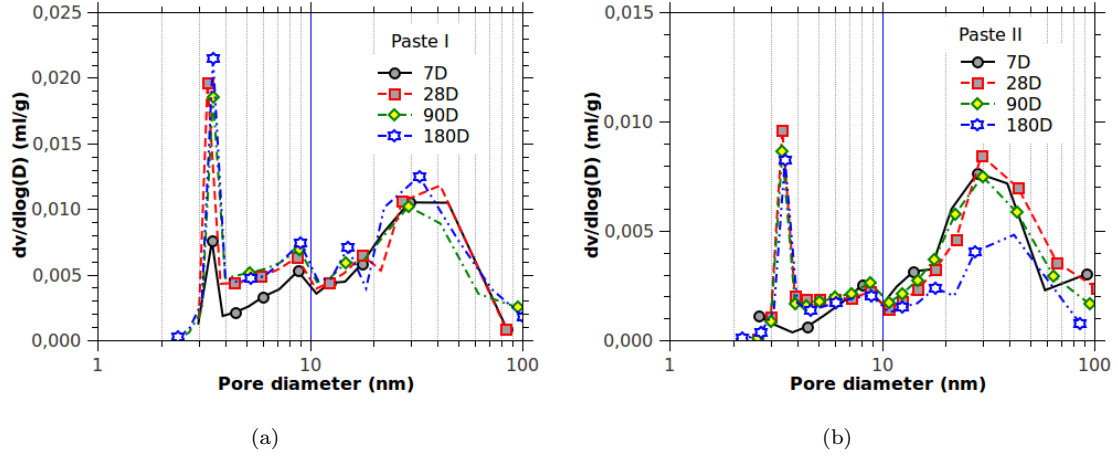 Paste I
7D
28D
90D
180D
0,025
0,020
0,015
0,010
0,005
0,000
dv/dlog(D) (ml/g)
1
10
100
Pore diameter (nm)
(a)
Paste II
7D
28D
90D
180D
0,015
0,010
0,005
0,000
dv/dlog(D) (ml/g)
1
10
100
Pore diameter (nm)
(b)